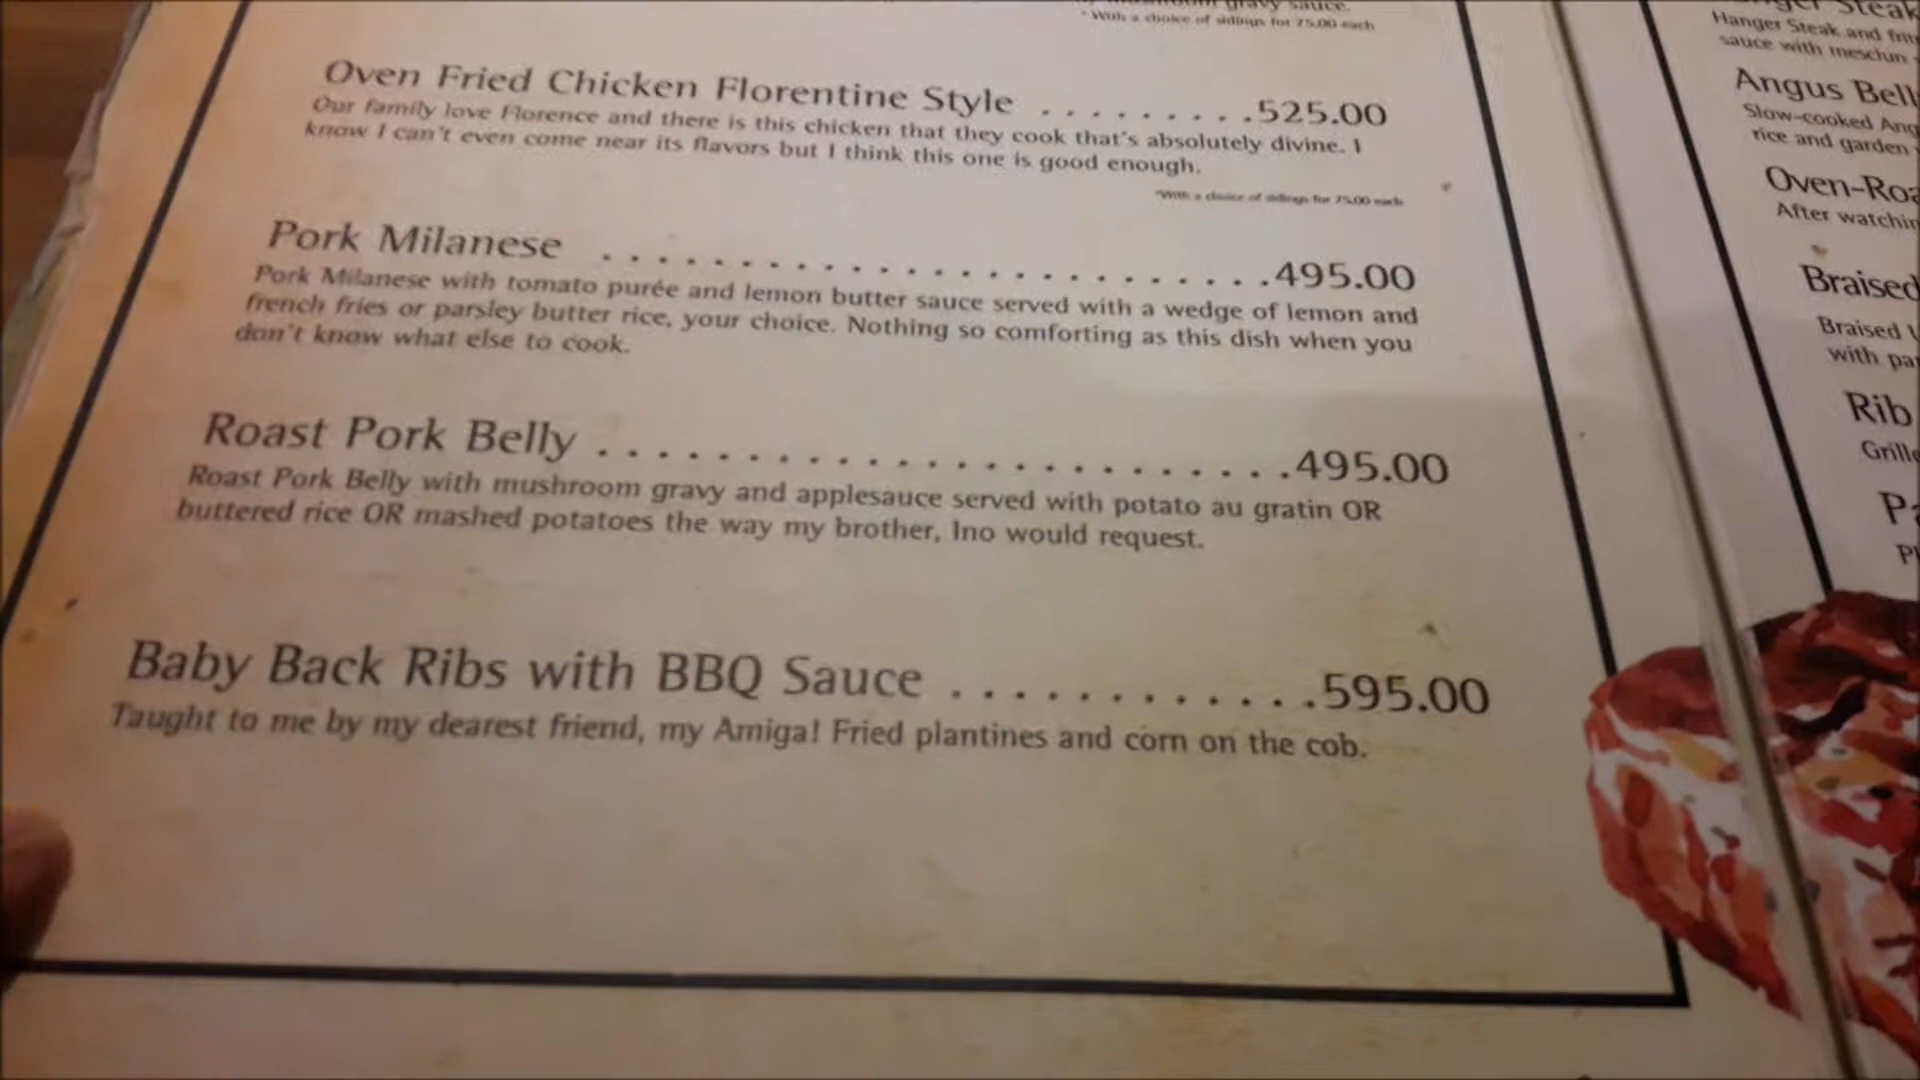 gravy sauce.
* With a choice of sidings for 75.00 each
Oven Fried Chicken Florentine Style . . . . . . . . . .525.00
Our family love Florence and there is this chicken that they cook that's absolutely divine. I
know I can't even come near its flavors but I think this one is good enough.
*With a choice of sidings for 75.00 each
Pork Milanese . . . . . . . . . . . . . . . . . . . . . . . . .495.00
Pork Milanese with tomato purée and lemon butter sauce served with a wedge of lemon and
french fries or parsley butter rice, your choice. Nothing so comforting as this dish when you
don't know what else to cook.
Roast Pork Belly . . . . . . . . . . . . . . . . . . . . . . . .495.00
Roast Pork Belly with mushroom gravy and applesauce served with potato au gratin OR
buttered rice OR mashed potatoes the way my brother, Ino would request.
Baby Back Ribs with BBQ Sauce . . . . . . . . . . . . .595.00
Taught to me by my dearest friend, my Amiga! Fried plantines and corn on the cob.
Steak
Hanger Steak and
sauce with mesclun
Angus
Slow-cooked
rice and garden
After
Braised
Braised
with
Rib